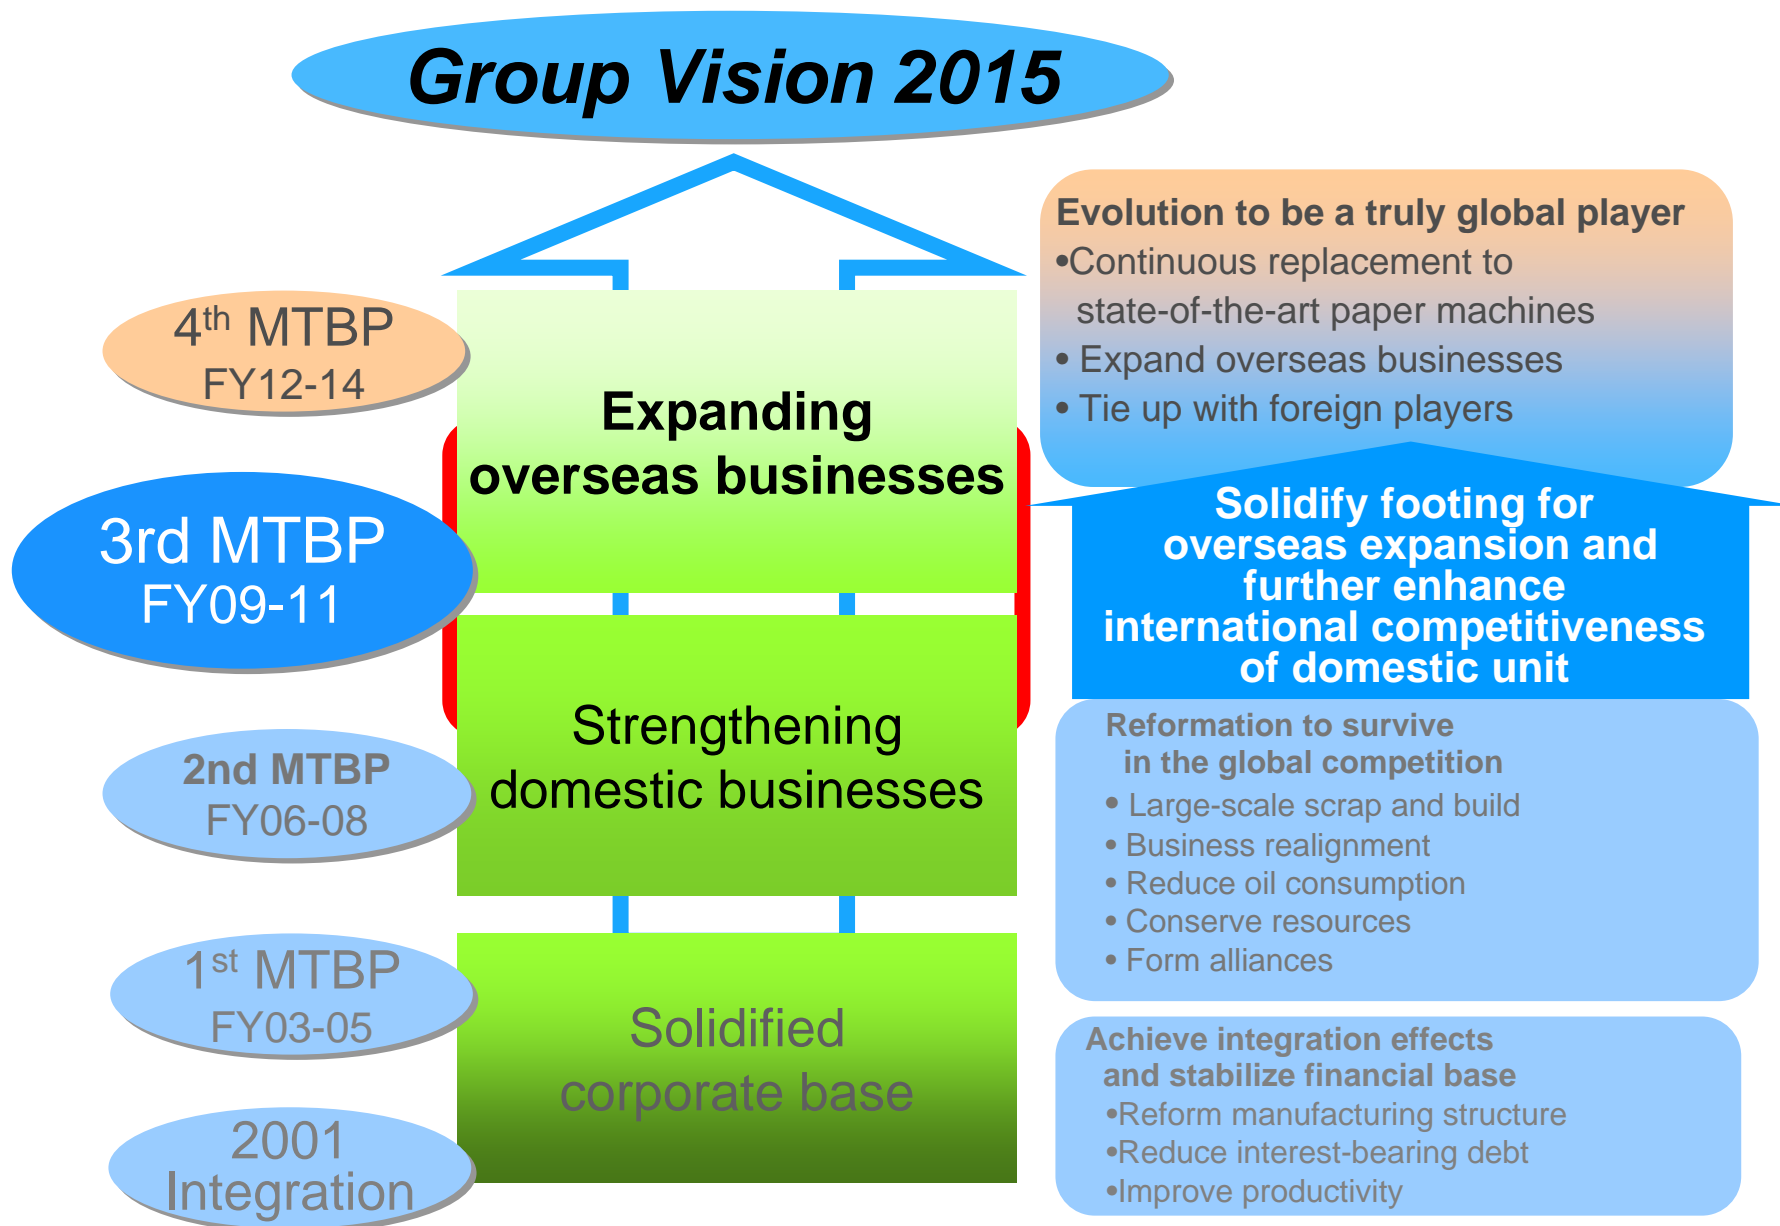 Group Vision 2015
4th MTBP
FY12-14
3rd MTBP
FY09-11
2nd MTBP
FY06-08
1st MTBP
FY03-05
2001
Integration
Expanding
overseas businesses
Strengthening
domestic businesses
Solidified
corporate base
Evolution to be a truly global player
•Continuous replacement to
state-of-the-art paper machines
• Expand overseas businesses
• Tie up with foreign players
Solidify footing for
overseas expansion and
further enhance
international competitiveness
of domestic unit
Reformation to survive
in the global competition
• Large-scale scrap and build
• Business realignment
• Reduce oil consumption
• Conserve resources
• Form alliances
Achieve integration effects
and stabilize financial base
•Reform manufacturing structure
•Reduce interest-bearing debt
•Improve productivity